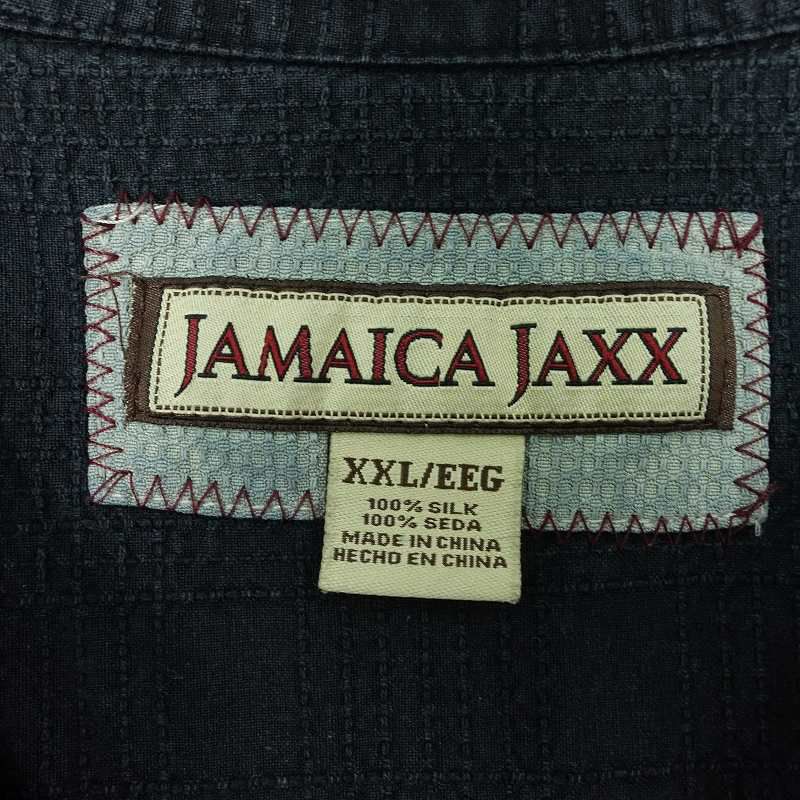 JAMAICA JAXX
XXL/EEG
100% SILK
100% SEDA
MADE IN CHINA
HECHO EN CHINA